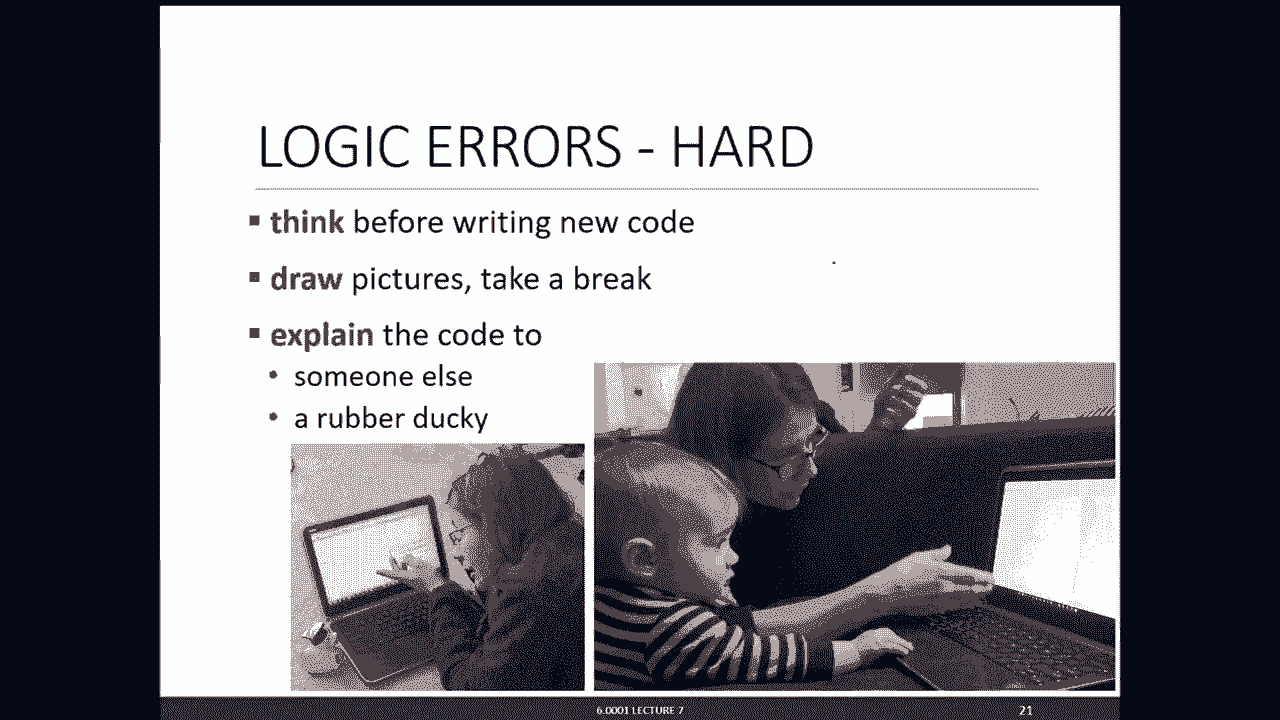 LOGIC ERRORS - HARD
▪ think before writing new code
▪ draw pictures, take a break
▪ explain the code to
• someone else
• a rubber ducky
6.0001 LECTURE 7
21